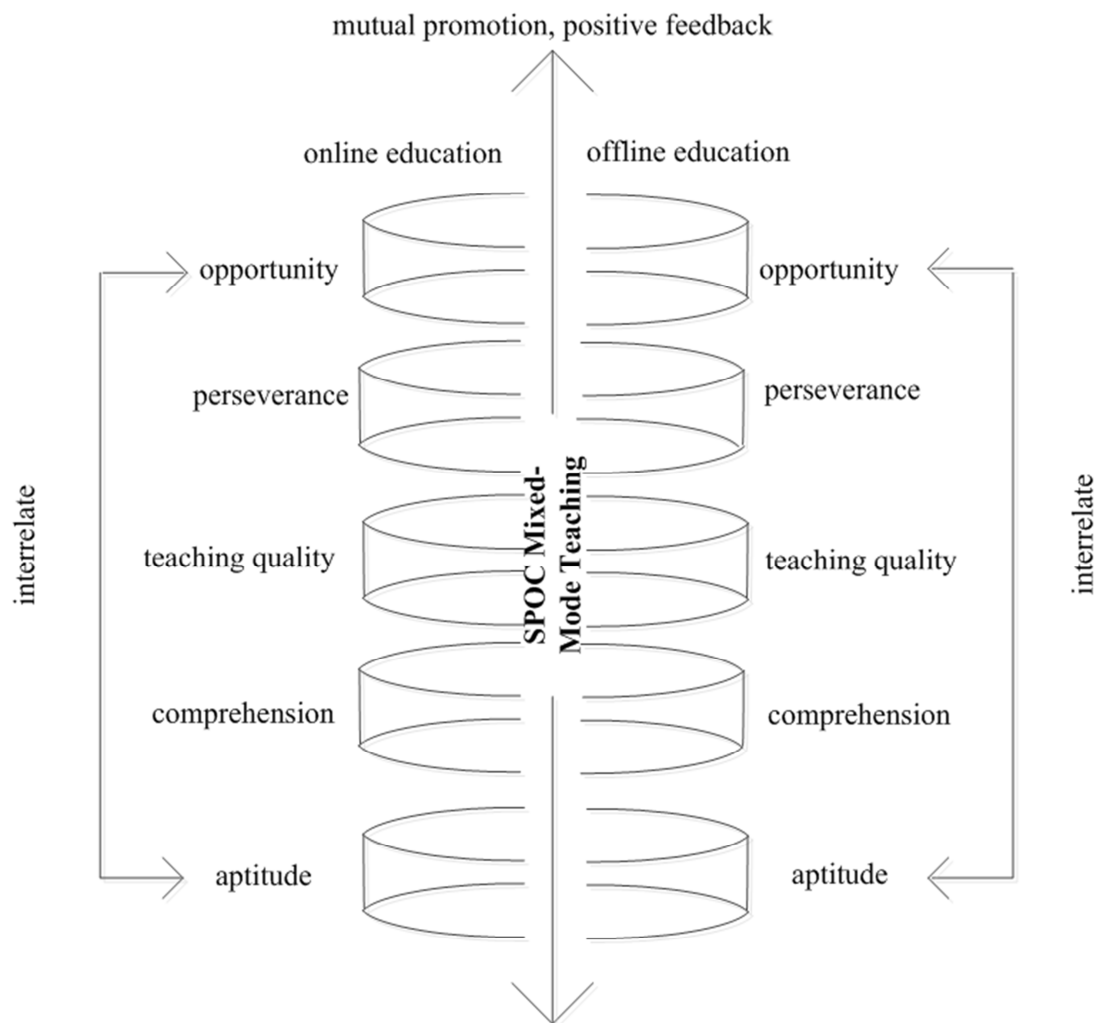 mutual promotion, positive feedback
online education
offline education
opportunity
opportunity
perseverance
perseverance
interrelate
SPOC Mixed-
Mode Teaching
interrelate
teaching quality
teaching quality
comprehension
comprehension
aptitude
aptitude